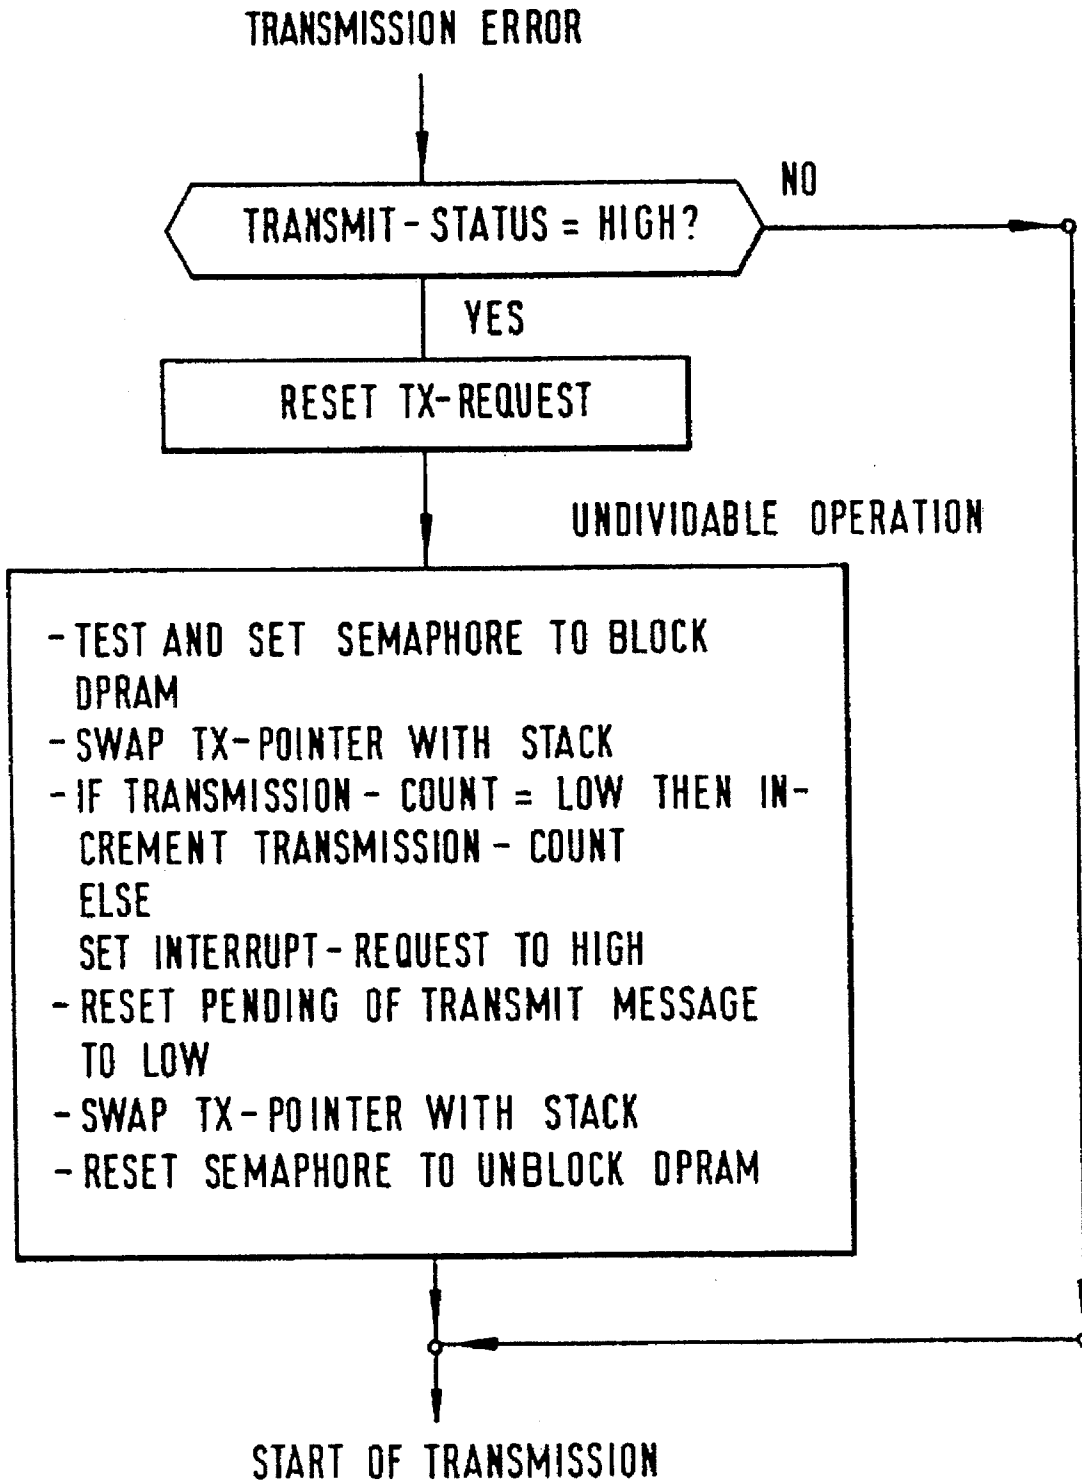 TRANSMISSION ERROR
NO
TRANSMIT-STATUS = HIGH?
YES
RESET TX-REQUEST
UNDIVIDABLE OPERATION
- TEST AND SET SEMAPHORE TO BLOCK
DPRAM
- SWAP TX-POINTER WITH STACK
- IF TRANSMISSION - COUNT = LOW THEN IN-
CREMENT TRANSMISSION - COUNT
ELSE
SET INTERRUPT - REQUEST TO HIGH
- RESET PENDING OF TRANSMIT MESSAGE
TO LOW
- SWAP TX-POINTER WITH STACK
- RESET SEMAPHORE TO UNBLOCK DPRAM
START OF TRANSMISSION